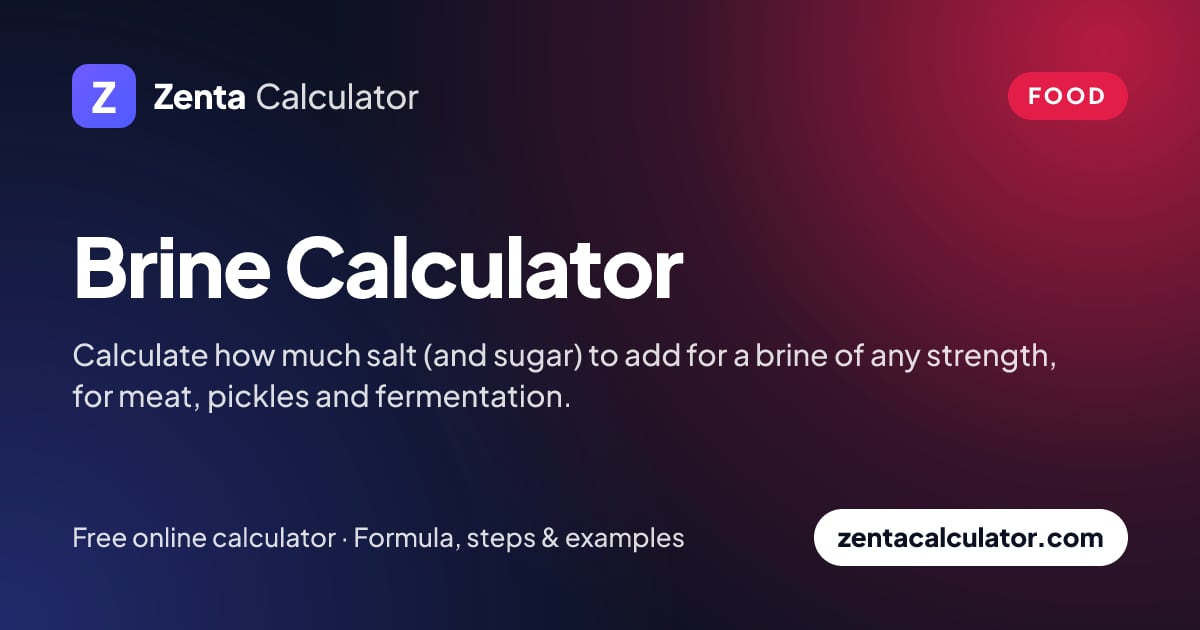 Z
Zenta Calculator
FOOD
Brine Calculator
Calculate how much salt (and sugar) to add for a brine of any strength,
for meat, pickles and fermentation.
Free online calculator · Formula, steps & examples
zentacalculator.com